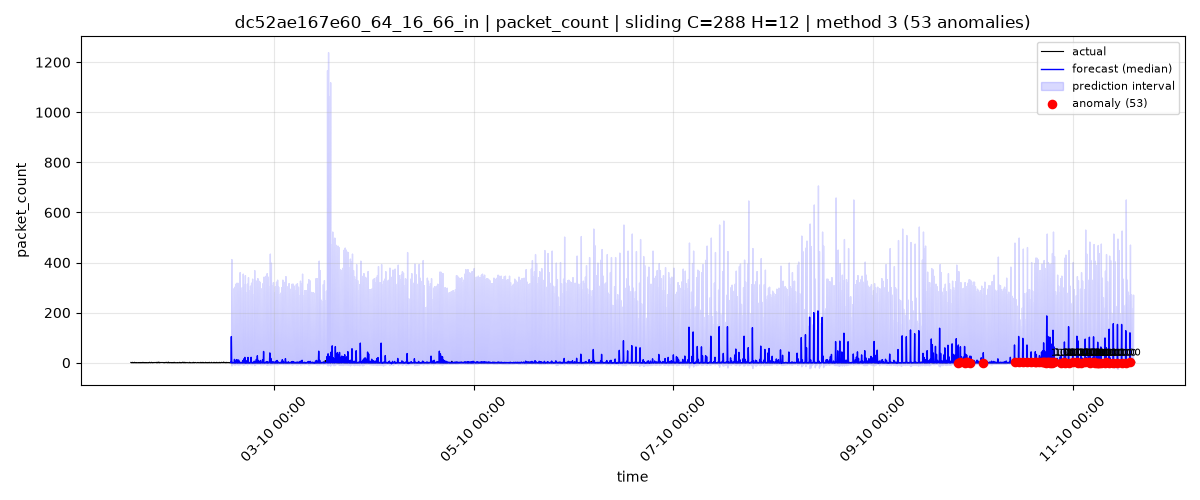 dc52ae167e60_64_16_66_in | packet_count | sliding C=288 H=12 | method 3 (53 anomalies)
actual
forecast (median)
prediction interval
anomaly (53)
packet_count
1200
1000
800
600
400
200
0
03-10 00:00
05-10 00:00
07-10 00:00
09-10 00:00
11-10 00:00
time